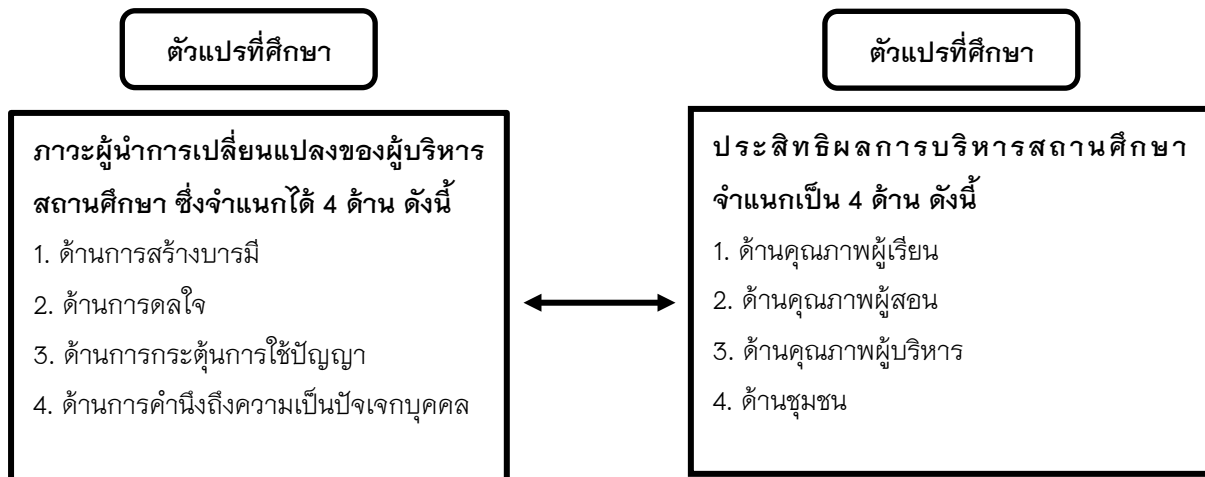 ตัวแปรที่ศึกษา
ภาวะผู้นำการเปลี่ยนแปลงของผู้บริหาร
สถานศึกษา ซึ่งจำแนกได้ 4 ด้าน ดังนี้
1. ด้านการสร้างบารมี
2. ด้านการดลใจ
3. ด้านการกระตุ้นการใช้ปัญญา
4. ด้านการคำนึงถึงความเป็นปัจเจกบุคคล
ตัวแปรที่ศึกษา
ประสิทธิผลการบริหารสถานศึกษา
จำแนกเป็น 4 ด้าน ดังนี้
1. ด้านคุณภาพผู้เรียน
2. ด้านคุณภาพผู้สอน
3. ด้านคุณภาพผู้บริหาร
4. ด้านชุมชน